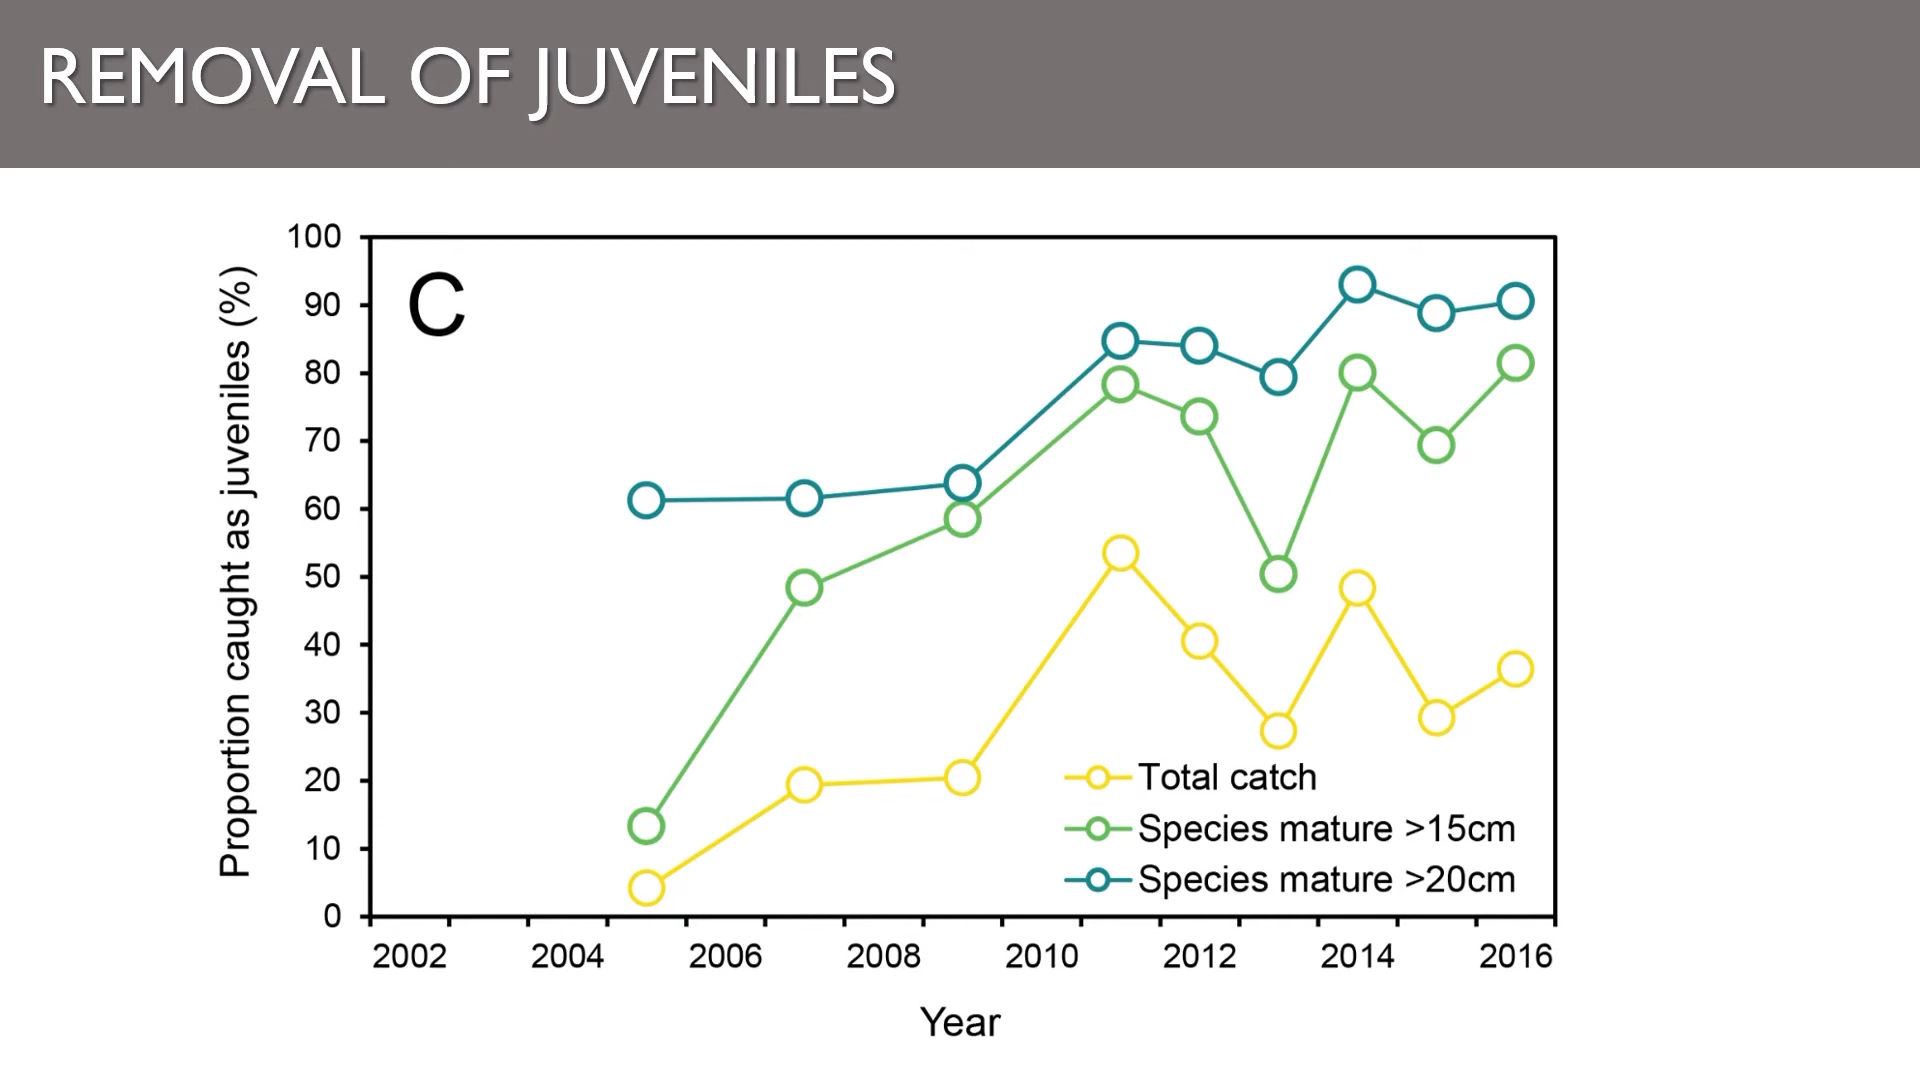 REMOVAL OF JUVENILES
C
Proportion caught as juveniles (%)
100
90
80
70
60
50
40
30
20
10
0
Total catch
Species mature >15cm
Species mature >20cm
2002 2004 2006 2008 2010 2012 2014 2016
Year